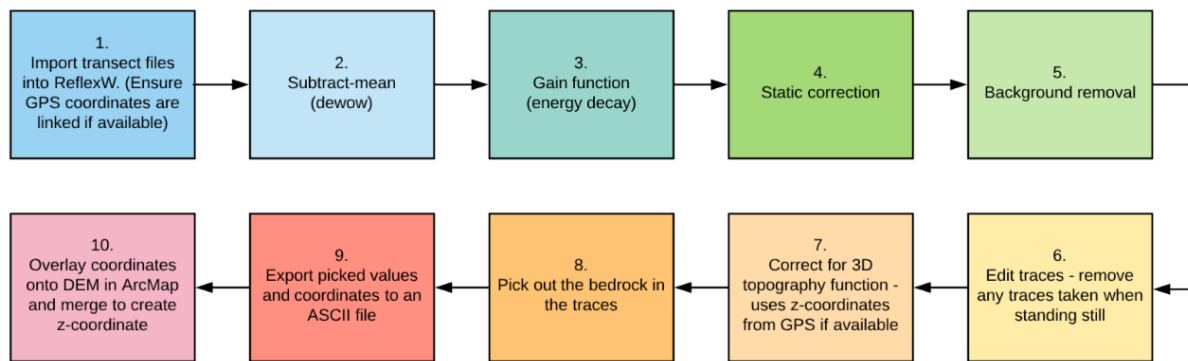 1.
Import transect files
into ReflexW. (Ensure
GPS coordinates are
linked if available)
2.
Subtract-mean
(dewow)
3.
Gain function
(energy decay)
4.
Static correction
5.
Background removal
6.
Edit traces - remove
any traces taken when
standing still
7.
Correct for 3D
topography function -
uses z-coordinates
from GPS if available
8.
Pick out the bedrock in
the traces
9.
Export picked values
and coordinates to an
ASCII file
10.
Overlay coordinates
onto DEM in ArcMap
and merge to create
z-coordinate